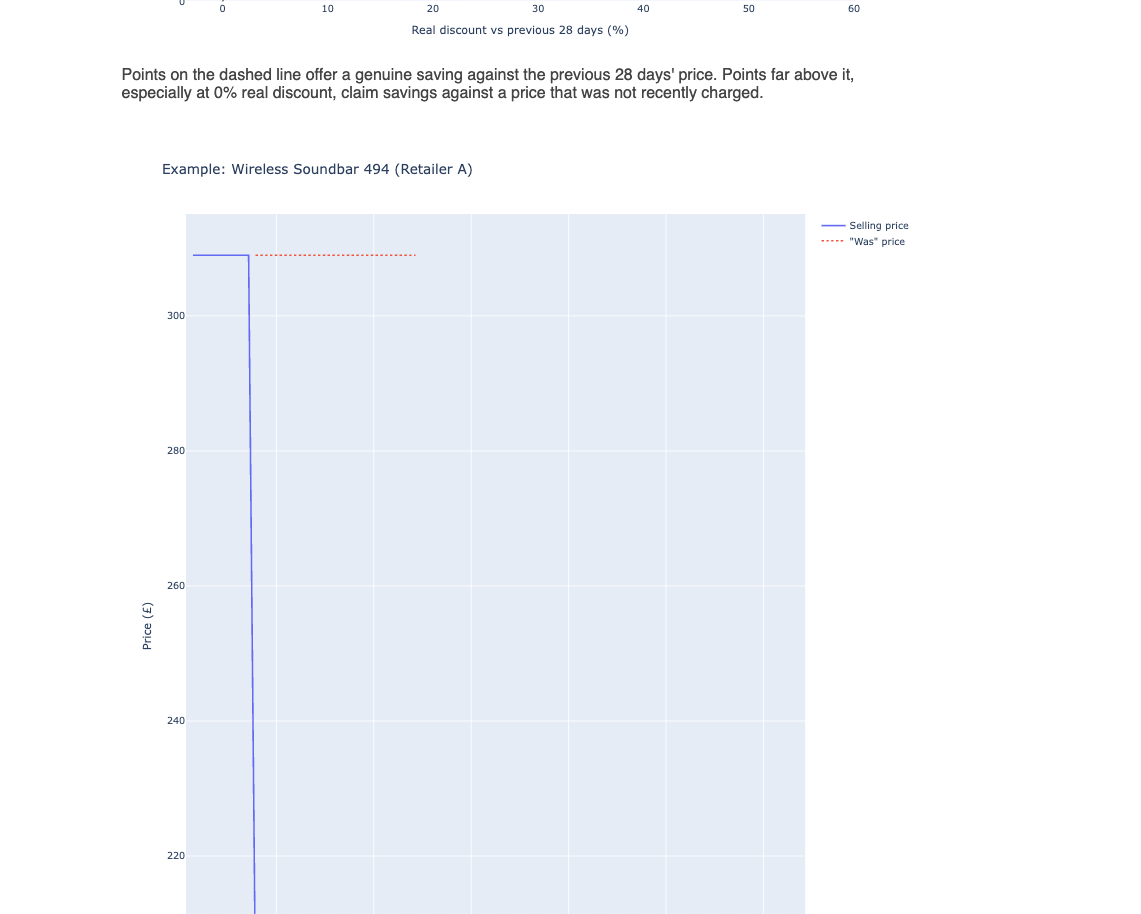 0
0 10 20 30 40 50 60
Real discount vs previous 28 days (%)
Points on the dashed line offer a genuine saving against the previous 28 days' price. Points far above it,
especially at 0% real discount, claim savings against a price that was not recently charged.
Example: Wireless Soundbar 494 (Retailer A)
Selling price
"Was" price
300
280
260
Price (£)
240
220